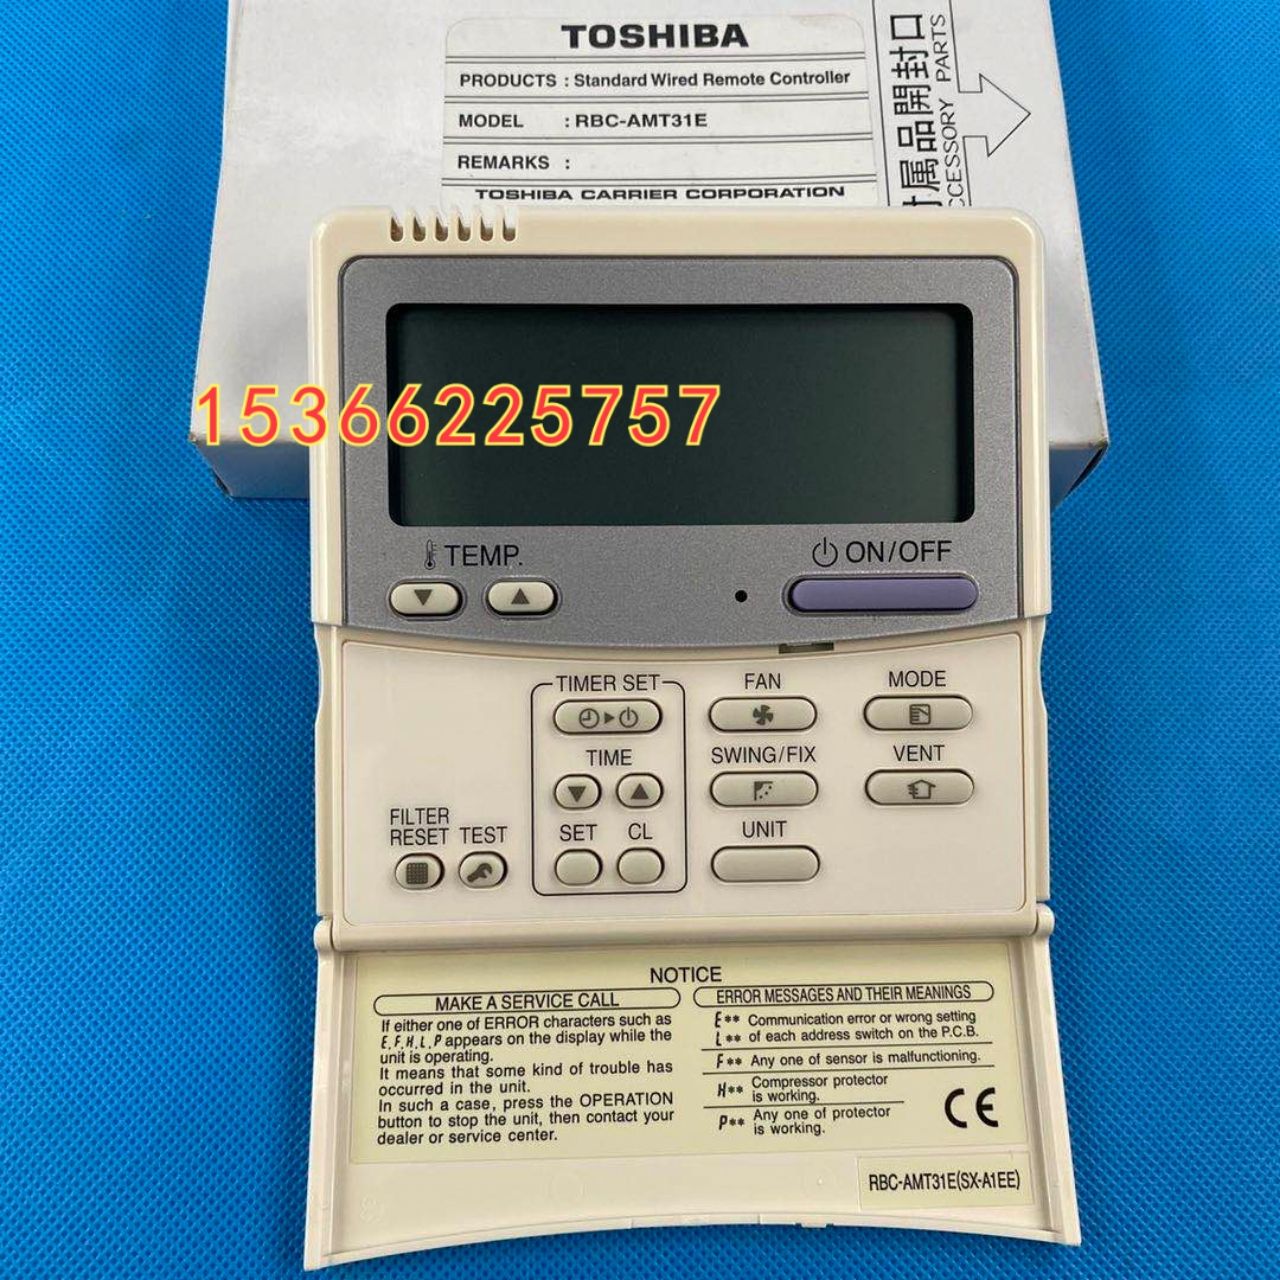 TOSHIBA
PRODUCTS : Standard Wired Remote Controller
MODEL : RBC-AMT31E
REMARKS :
TOSHIBA CARRIER CORPORATION
属品開封口
ACCESSORY PARTS
15366225757
TEMP.
ON/OFF
TIMER SET
FAN
MODE
TIME
SWING/FIX
VENT
FILTER
RESET
TEST
SET
CL
UNIT
NOTICE
MAKE A SERVICE CALL
If either one of ERROR characters such as
E,F,H,L,P appears on the display while the
unit is operating.
It means that some kind of trouble has
occurred in the unit.
In such a case, press the OPERATION
button to stop the unit, then contact your
dealer or service center.
ERROR MESSAGES AND THEIR MEANINGS
E** Communication error or wrong setting
L** of each address switch on the P.C.B.
F** Any one of sensor is malfunctioning.
H** Compressor protector
is working.
P** Any one of protector
is working.
CE
RBC-AMT31E(SX-A1EE)